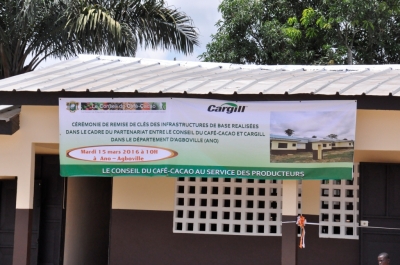 Le Conseil du Café-Cacao
Cargill
CÉRÉMONIE DE REMISE DE CLÉS DES INFRASTRUCTURES DE BASE RÉALISÉES
DANS LE CADRE DU PARTENARIAT ENTRE LE CONSEIL DU CAFÉ-CACAO ET CARGILL
DANS LE DÉPARTEMENT D'AGBOVILLE (ANO)
Mardi 15 mars 2016 à 10H
à Ano - Agboville
LE CONSEIL DU CAFÉ-CACAO AU SERVICE DES PRODUCTEURS